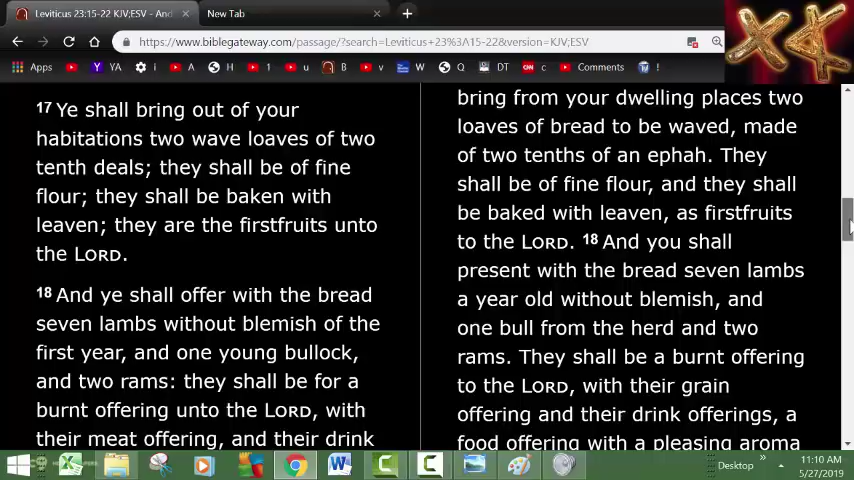 Leviticus 23:15-22 KJV;ESV - And
New Tab
https://www.biblegateway.com/passage/?search=Leviticus+23%3A15-22&version=KJV;ESV
Apps YA i A H 1 u B v W Q DT c Comments !
17 Ye shall bring out of your
habitations two wave loaves of two
tenth deals; they shall be of fine
flour; they shall be baken with
leaven; they are the firstfruits unto
the LORD.
18 And ye shall offer with the bread
seven lambs without blemish of the
first year, and one young bullock,
and two rams: they shall be for a
burnt offering unto the LORD, with
their meat offering, and their drink
bring from your dwelling places two
loaves of bread to be waved, made
of two tenths of an ephah. They
shall be of fine flour, and they shall
be baked with leaven, as firstfruits
to the LORD. 18 And you shall
present with the bread seven lambs
a year old without blemish, and
one bull from the herd and two
rams. They shall be a burnt offering
to the LORD, with their grain
offering and their drink offerings, a
food offering with a pleasing aroma
Desktop
11:10 AM
5/27/2019